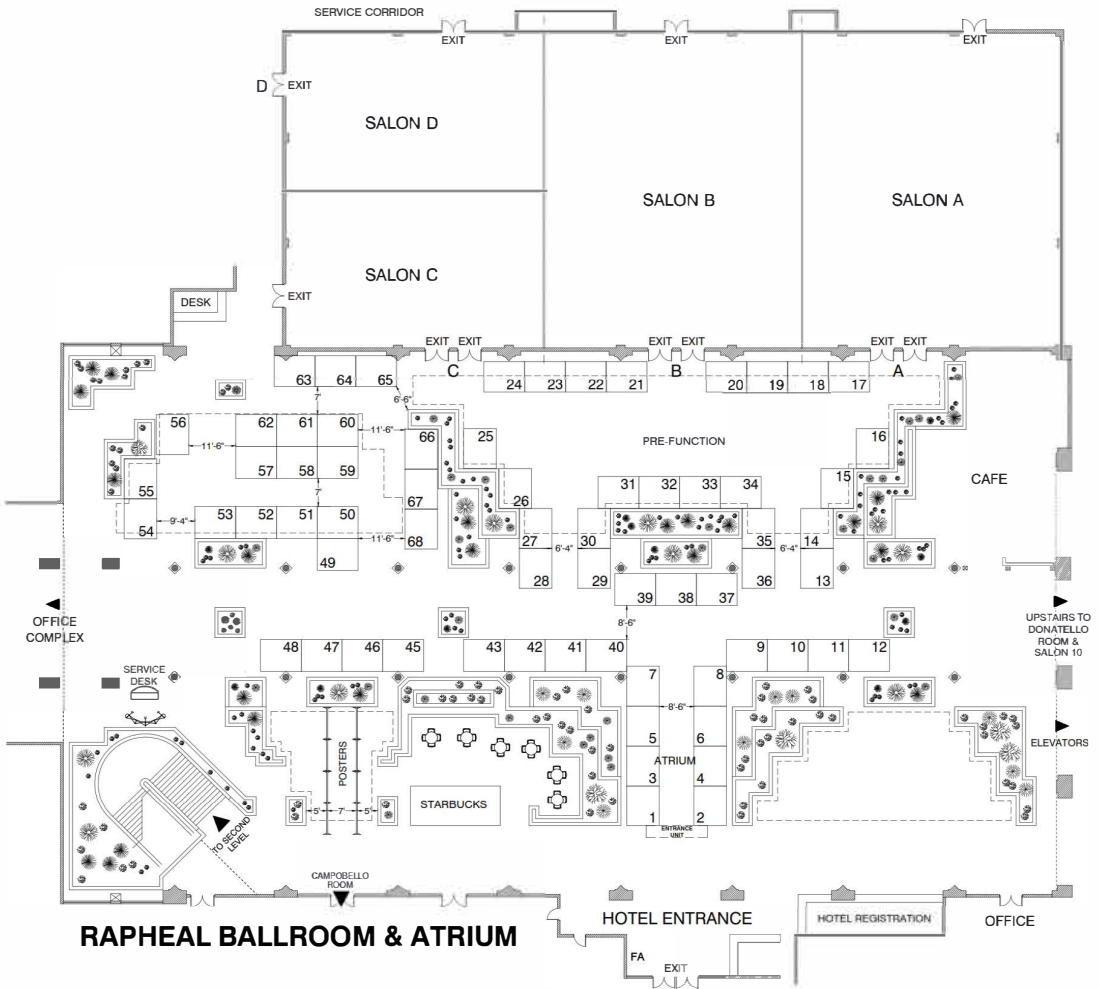 SERVICE CORRIDOR
EXIT
EXIT
EXIT
D
EXIT
SALON D
SALON B
SALON A
SALON C
EXIT
DESK
EXIT
EXIT
EXIT
EXIT
EXIT
EXIT
C
B
A
63
64
65
24
23
22
21
20
19
18
17
7'
6'-6"
56
62
61
60
11'-6"
66
25
PRE-FUNCTION
16
11'-6"
57
58
59
15
CAFE
55
7'
67
26
31
32
33
34
54
9'-4"
53
52
51
50
11'-6"
68
27
6'-4"
30
35
6'-4"
14
49
28
29
36
13
39
38
37
OFFICE
COMPLEX
8'-6"
UPSTAIRS TO
DONATELLO
ROOM &
SALON 10
48
47
46
45
43
42
41
40
9
10
11
12
SERVICE
DESK
7
8
8'-6"
5
6
ELEVATORS
POSTERS
ATRIUM
3
4
STARBUCKS
5'
7'
5'
1
2
TO SECOND
LEVEL
ENTRANCE
UNIT
CAMPOBELLO
ROOM
HOTEL ENTRANCE
HOTEL REGISTRATION
OFFICE
RAPHEAL BALLROOM & ATRIUM
FA
EXIT